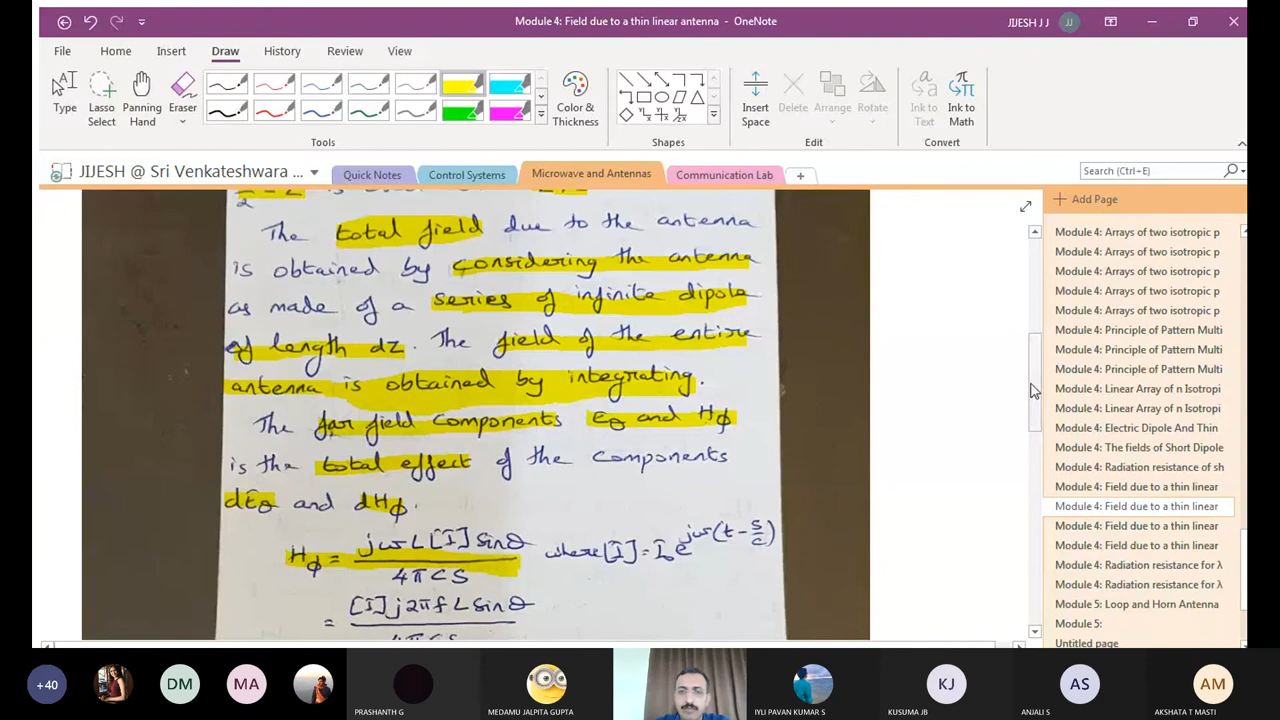 Module 4: Field due to a thin linear antenna - OneNote
JIJESH J J
JJ
File
Home
Insert
Draw
History
Review
View
Type
Lasso Select
Panning Hand
Eraser
Color & Thickness
Insert Space
Delete
Arrange
Rotate
Ink to Text
Ink to Math
Tools
Shapes
Edit
Convert
JIJESH @ Sri Venkateshwara ...
Quick Notes
Control Systems
Microwave and Antennas
Communication Lab
Search (Ctrl+E)
The total field due to the antenna
is obtained by considering the antenna
as made of a series of infinite dipole
of length dz. The field of the entire
antenna is obtained by integrating.
The far field components Eθ and HΦ
is the total effect of the components
dEθ and dHΦ.
HΦ = jωL[I] sinθ / 4πcs where [I] = I₀e^jω(t - s/c)
= [I] j2πf L sinθ
Add Page
Module 4: Arrays of two isotropic p
Module 4: Arrays of two isotropic p
Module 4: Arrays of two isotropic p
Module 4: Arrays of two isotropic p
Module 4: Arrays of two isotropic p
Module 4: Principle of Pattern Multi
Module 4: Principle of Pattern Multi
Module 4: Principle of Pattern Multi
Module 4: Linear Array of n Isotropi
Module 4: Linear Array of n Isotropi
Module 4: Electric Dipole And Thin
Module 4: The fields of Short Dipole
Module 4: Radiation resistance of sh
Module 4: Field due to a thin linear
Module 4: Field due to a thin linear
Module 4: Field due to a thin linear
Module 4: Field due to a thin linear
Module 4: Radiation resistance for λ
Module 4: Radiation resistance for λ
Module 5: Loop and Horn Antenna
Module 5:
Untitled page
+40
DM
MA
PRASHANTH G
MEDAMU JALPITA GUPTA
IYLI PAVAN KUMAR S
KJ
KUSUMA JB
AS
ANJALI S
AM
AKSHATA T MASTI